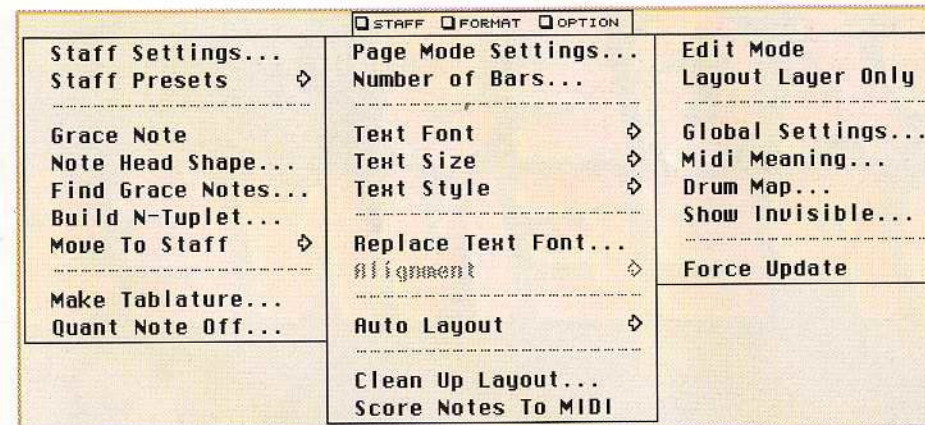 STAFF FORMAT OPTION
Staff Settings...
Staff Presets
Grace Note
Note Head Shape...
Find Grace Notes...
Build N-Tuplet...
Move To Staff
Make Tablature...
Quant Note Off...
Page Mode Settings...
Number of Bars...
Text Font
Text Size
Text Style
Replace Text Font...
Alignment
Auto Layout
Clean Up Layout...
Score Notes To MIDI
Edit Mode
Layout Layer Only
Global Settings...
Midi Meaning...
Drum Map...
Show Invisible...
Force Update